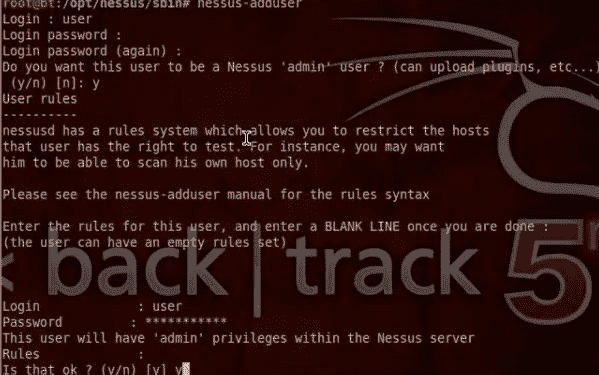 root@bt:/opt/nessus/sbin# nessus-adduser
Login : user
Login password :
Login password (again) :
Do you want this user to be a Nessus 'admin' user ? (can upload plugins, etc...)
(y/n) [n]: y
User rules
----------
nessusd has a rules system which allows you to restrict the hosts
that user has the right to test. For instance, you may want
him to be able to scan his own host only.
Please see the nessus-adduser manual for the rules syntax
Enter the rules for this user, and enter a BLANK LINE once you are done :
(the user can have an empty rules set)
back | track 5
Login : user
Password : ***********
This user will have 'admin' privileges within the Nessus server
Rules :
Is that ok ? (y/n) [y] y